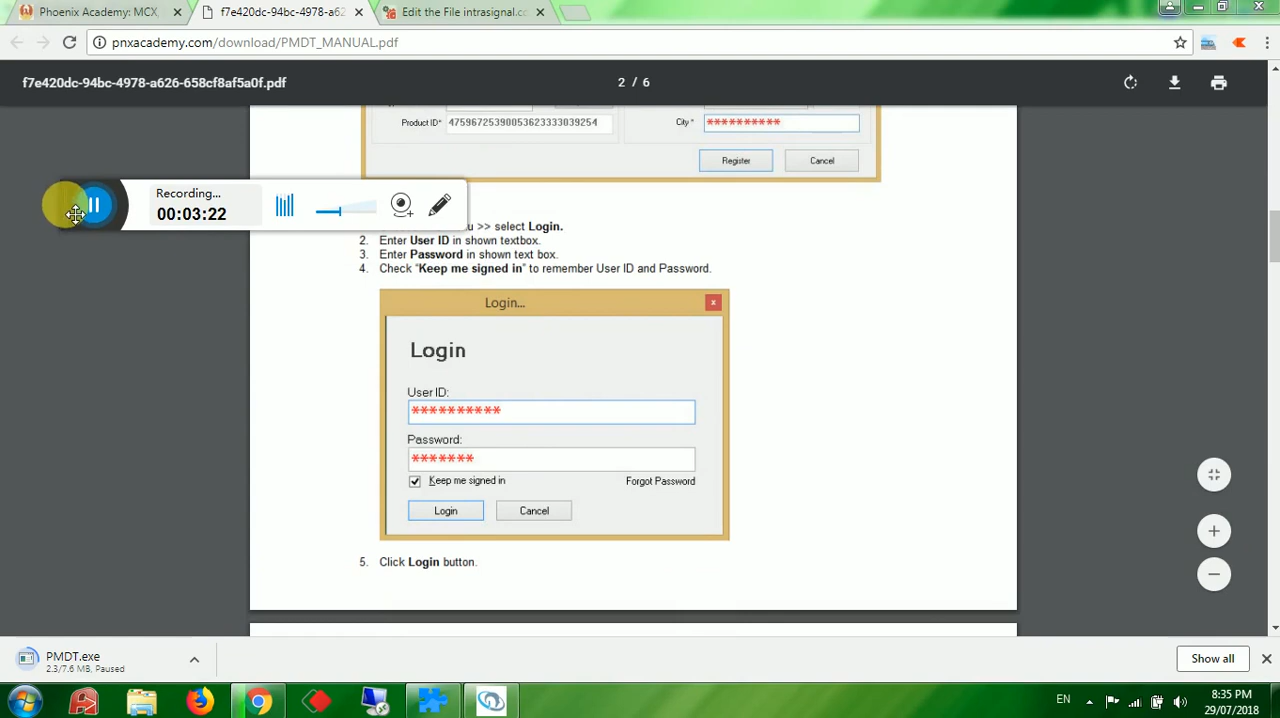 Phoenix Academy: MCX,
f7e420dc-94bc-4978-a62
Edit the File intrasignal.co
pnxacademy.com/download/PMDT_MANUAL.pdf
f7e420dc-94bc-4978-a626-658cf8af5a0f.pdf
2 / 6
Product ID*
47596725390053623333039254
City *
**********
Register
Cancel
Recording...
00:03:22
u >> select Login.
2. Enter User ID in shown textbox.
3. Enter Password in shown text box.
4. Check “Keep me signed in” to remember User ID and Password.
Login...
Login
User ID:
**********
Password:
*******
Keep me signed in
Forgot Password
Login
Cancel
5. Click Login button.
PMDT.exe
2.3/7.6 MB, Paused
Show all
EN
8:35 PM
29/07/2018